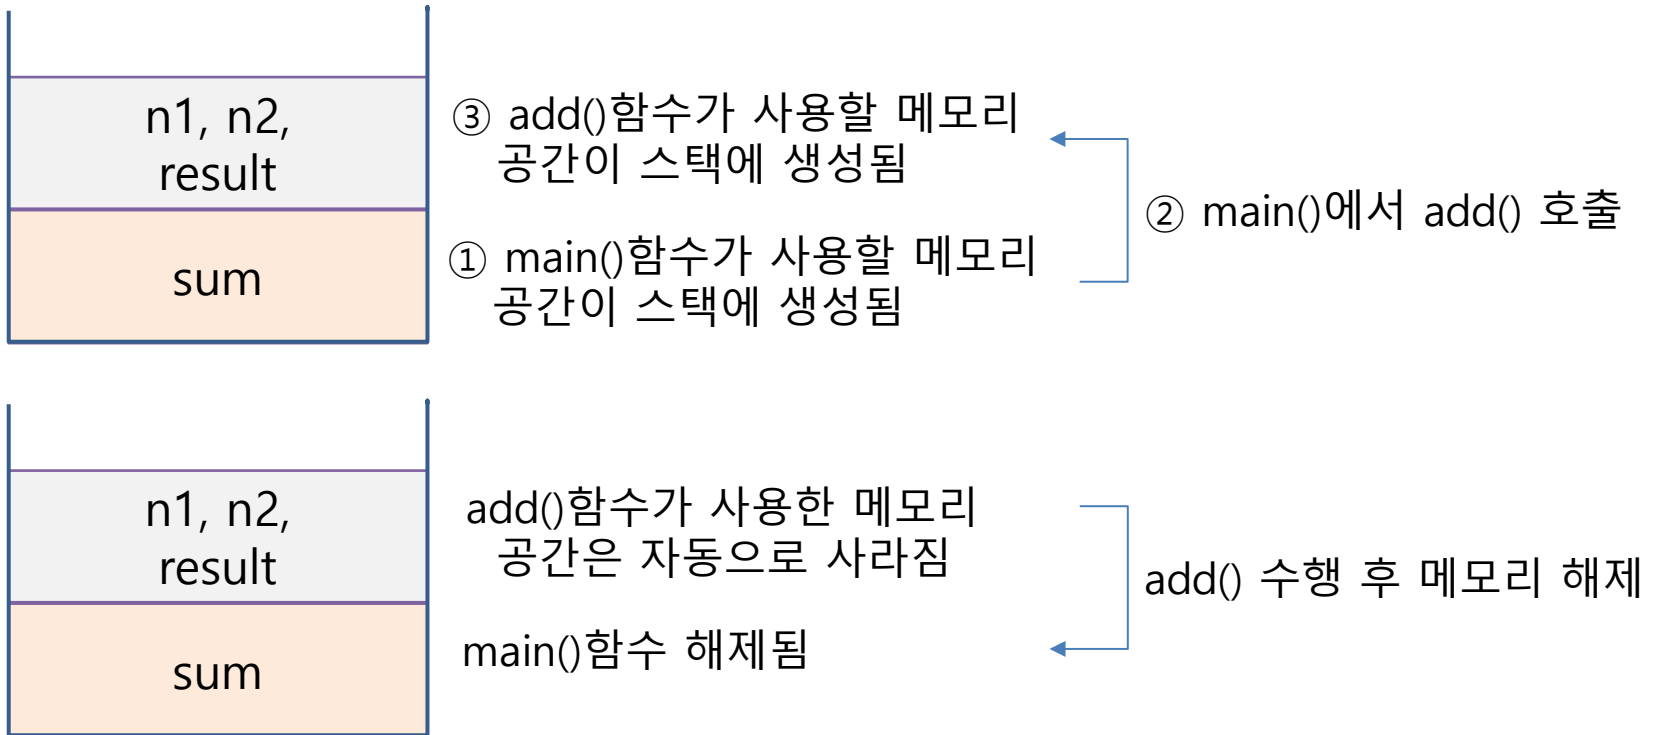 n1, n2,
result
sum
③ add()함수가 사용할 메모리
공간이 스택에 생성됨
① main()함수가 사용할 메모리
공간이 스택에 생성됨
② main()에서 add() 호출
n1, n2,
result
sum
add()함수가 사용한 메모리
공간은 자동으로 사라짐
main()함수 해제됨
add() 수행 후 메모리 해제